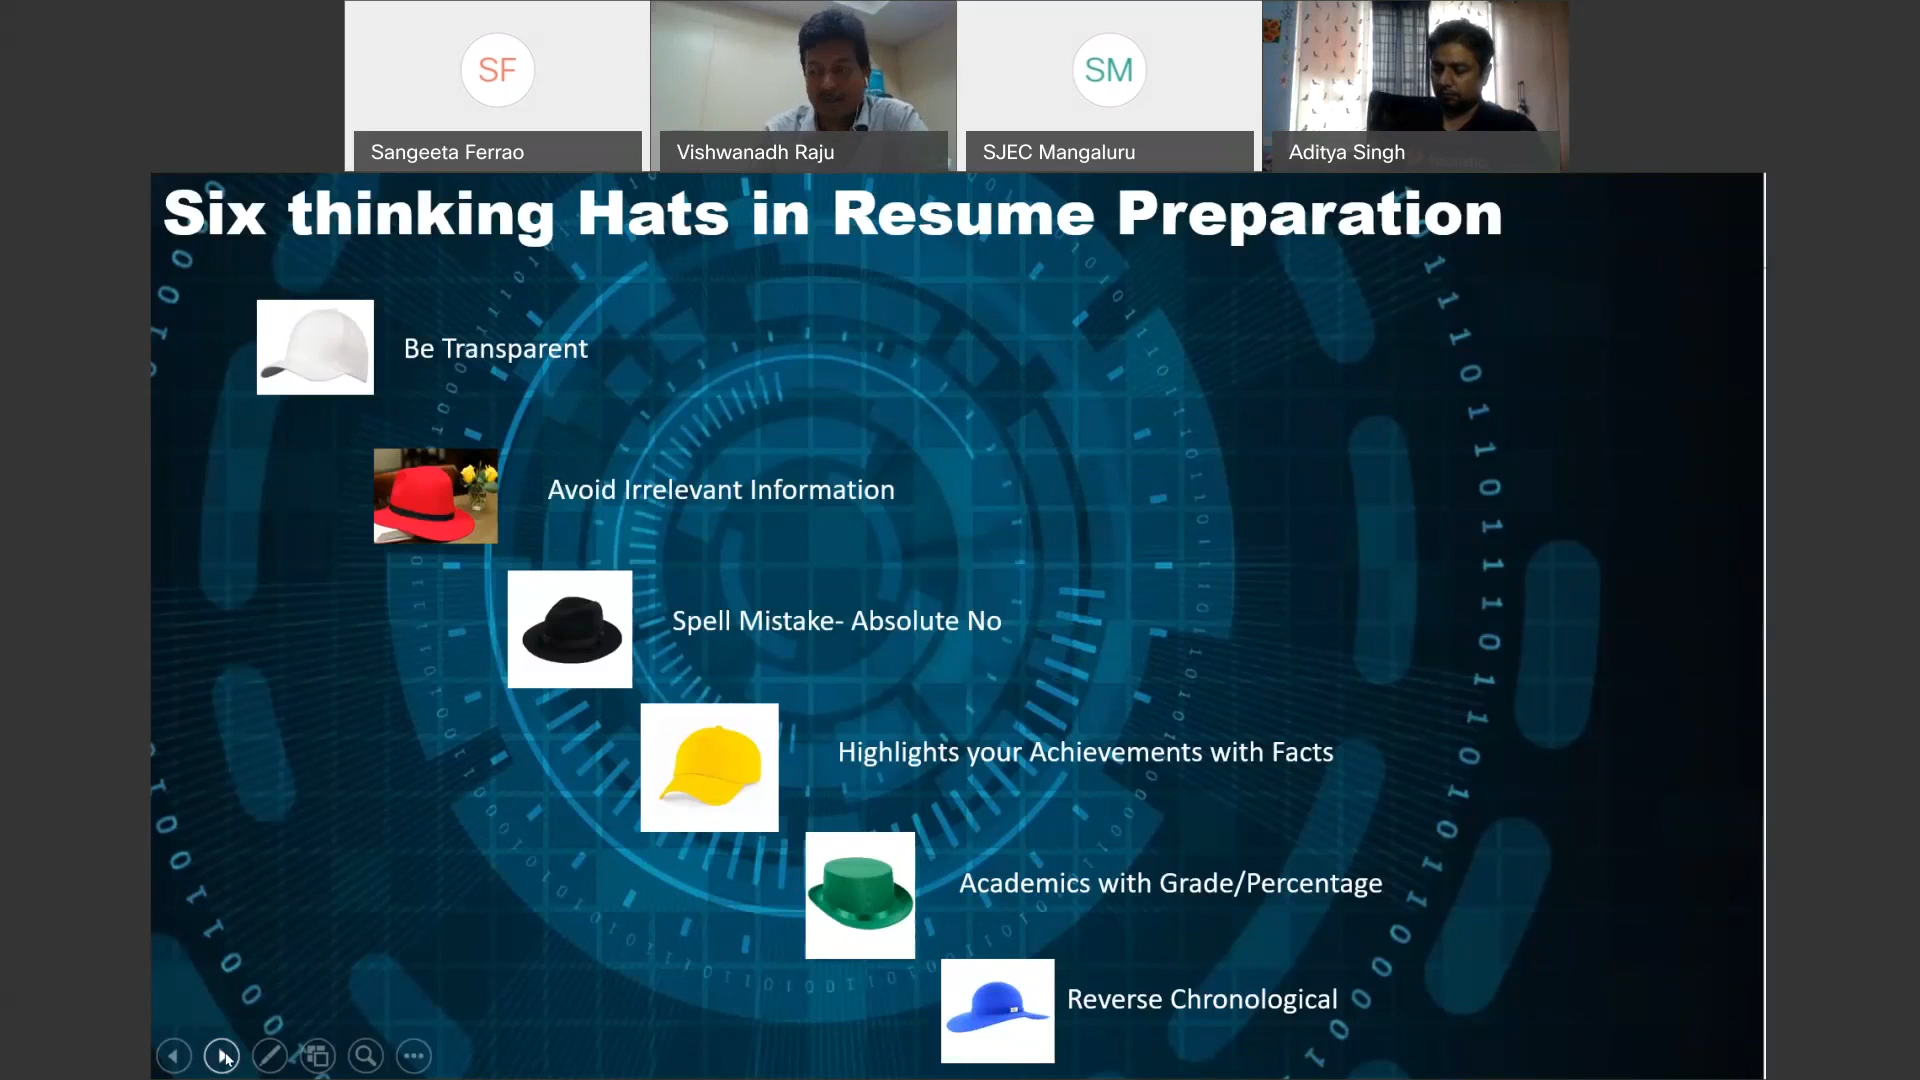 SF
SM
Sangeeta Ferrao
Vishwanadh Raju
SJEC Mangaluru
Aditya Singh
Six thinking Hats in Resume Preparation
Be Transparent
Avoid Irrelevant Information
Spell Mistake- Absolute No
Highlights your Achievements with Facts
Academics with Grade/Percentage
Reverse Chronological